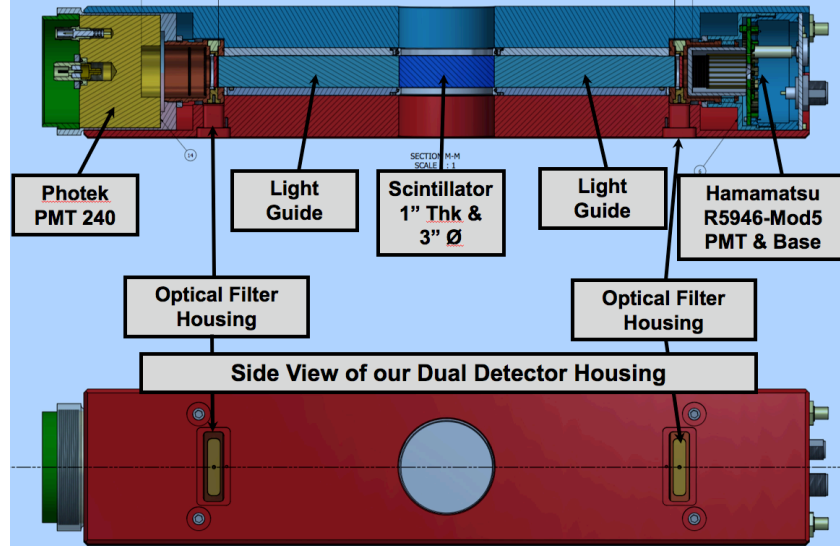 SECTION M-M
SCALE 1 : 1
14
Photek
PMT 240
Light
Guide
Scintillator
1” Thk &
3” Ø
Light
Guide
Hamamatsu
R5946-Mod5
PMT & Base
Optical Filter
Housing
Optical Filter
Housing
Side View of our Dual Detector Housing